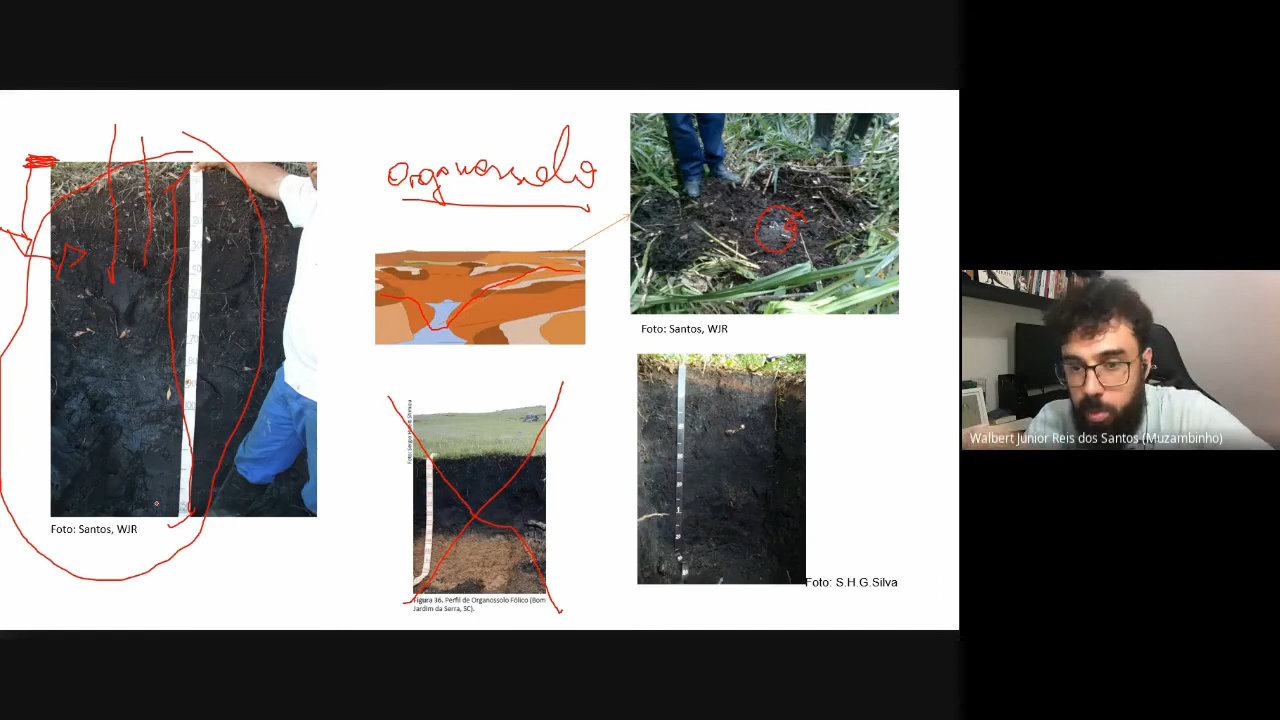 Organossolo
Foto: Santos, WJR
Foto: Santos, WJR
Figura 36. Perfil de Organossolo Fólico (Bom
Jardim da Serra, SC).
Foto: S.H.G.Silva
Walbert Junior Reis dos Santos (Muzambinho)